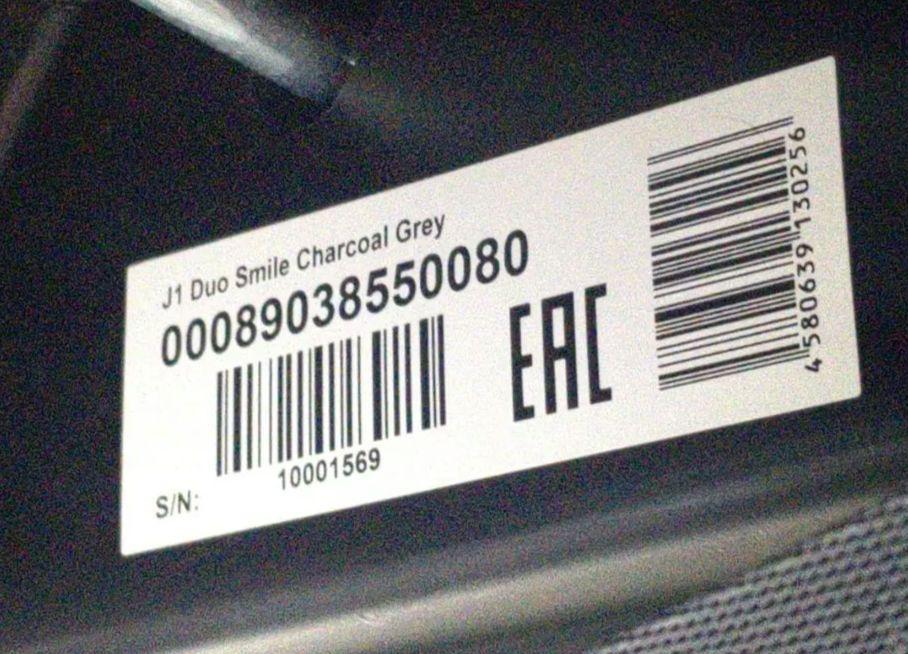 J1 Duo Smile Charcoal Grey
00089038550080
EAC
S/N:
10001569
4 580639 130256